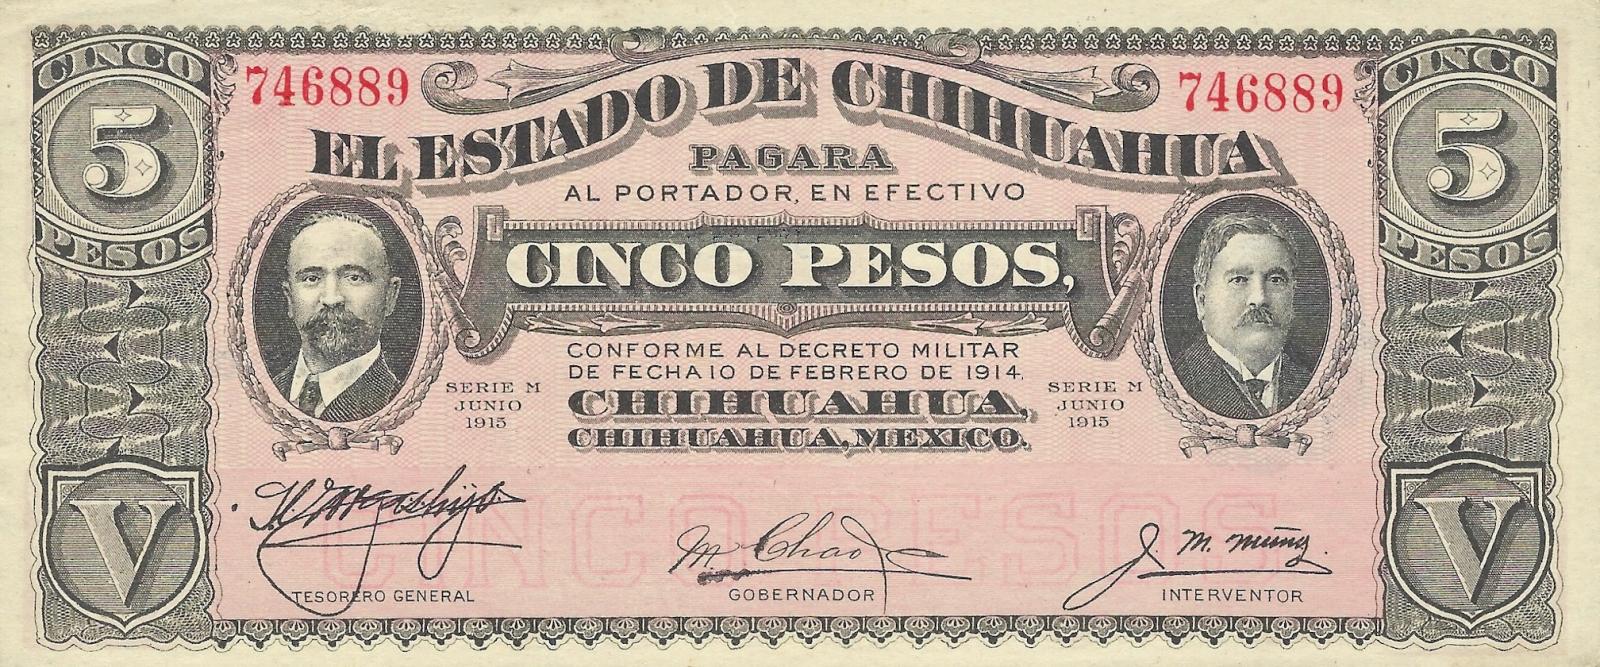 CINCO
5
PESOS
746889
746889
CINCO
5
PESOS
EL ESTADO DE CHIHUAHUA
PAGARA
AL PORTADOR, EN EFECTIVO
CINCO PESOS,
CONFORME AL DECRETO MILITAR
DE FECHA 10 DE FEBRERO DE 1914.
CHIHUAHUA,
CHIHUAHUA, MEXICO.
SERIE M
JUNIO
1915
SERIE M
JUNIO
1915
CINCO PESOS
V
V
M Chao
J. M. Muñoz
TESORERO GENERAL
GOBERNADOR
INTERVENTOR